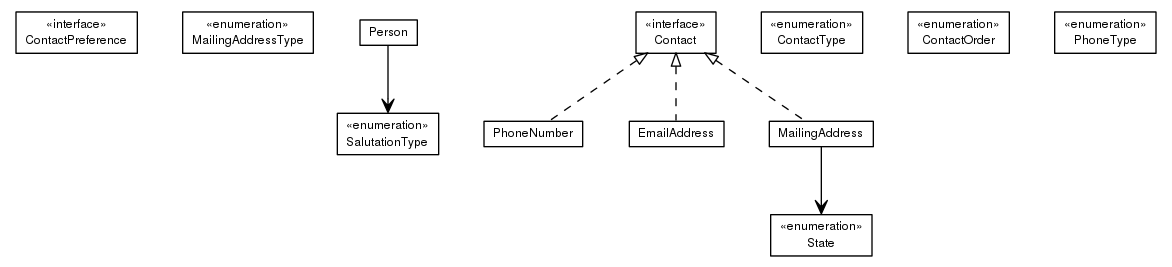 «interface»
ContactPreference
«enumeration»
MailingAddressType
Person
«interface»
Contact
«enumeration»
ContactType
«enumeration»
ContactOrder
«enumeration»
PhoneType
«enumeration»
SalutationType
PhoneNumber
EmailAddress
MailingAddress
«enumeration»
State